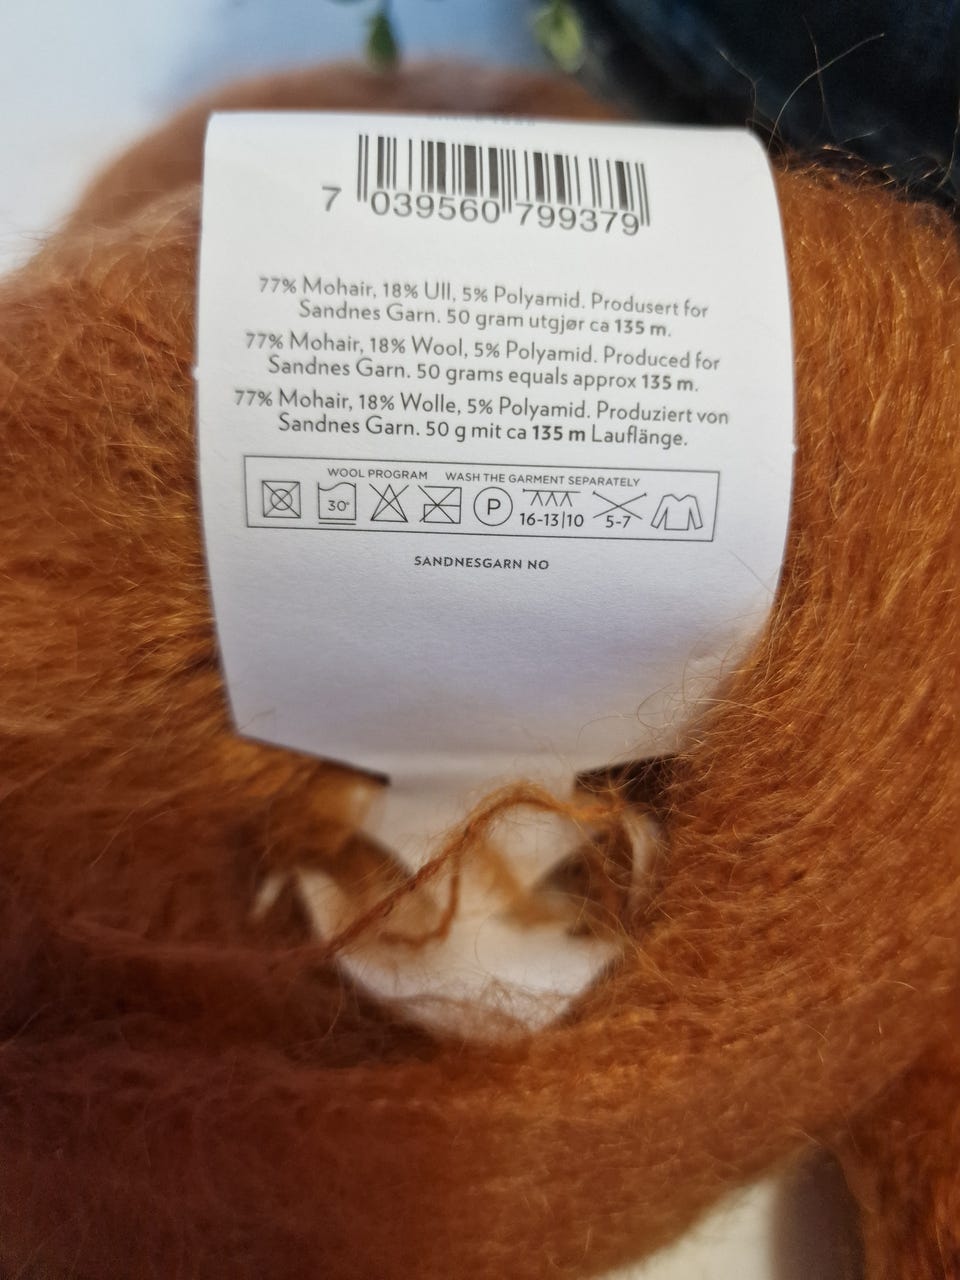 7 039560 799379
77% Mohair, 18% Ull, 5% Polyamid. Produsert for
Sandnes Garn. 50 gram utgjør ca 135 m.
77% Mohair, 18% Wool, 5% Polyamid. Produced for
Sandnes Garn. 50 grams equals approx 135 m.
77% Mohair, 18% Wolle, 5% Polyamid. Produziert von
Sandnes Garn. 50 g mit ca 135 m Lauflänge.
WOOL PROGRAM WASH THE GARMENT SEPARATELY
30° P 16-13|10 5-7
SANDNESGARN NO